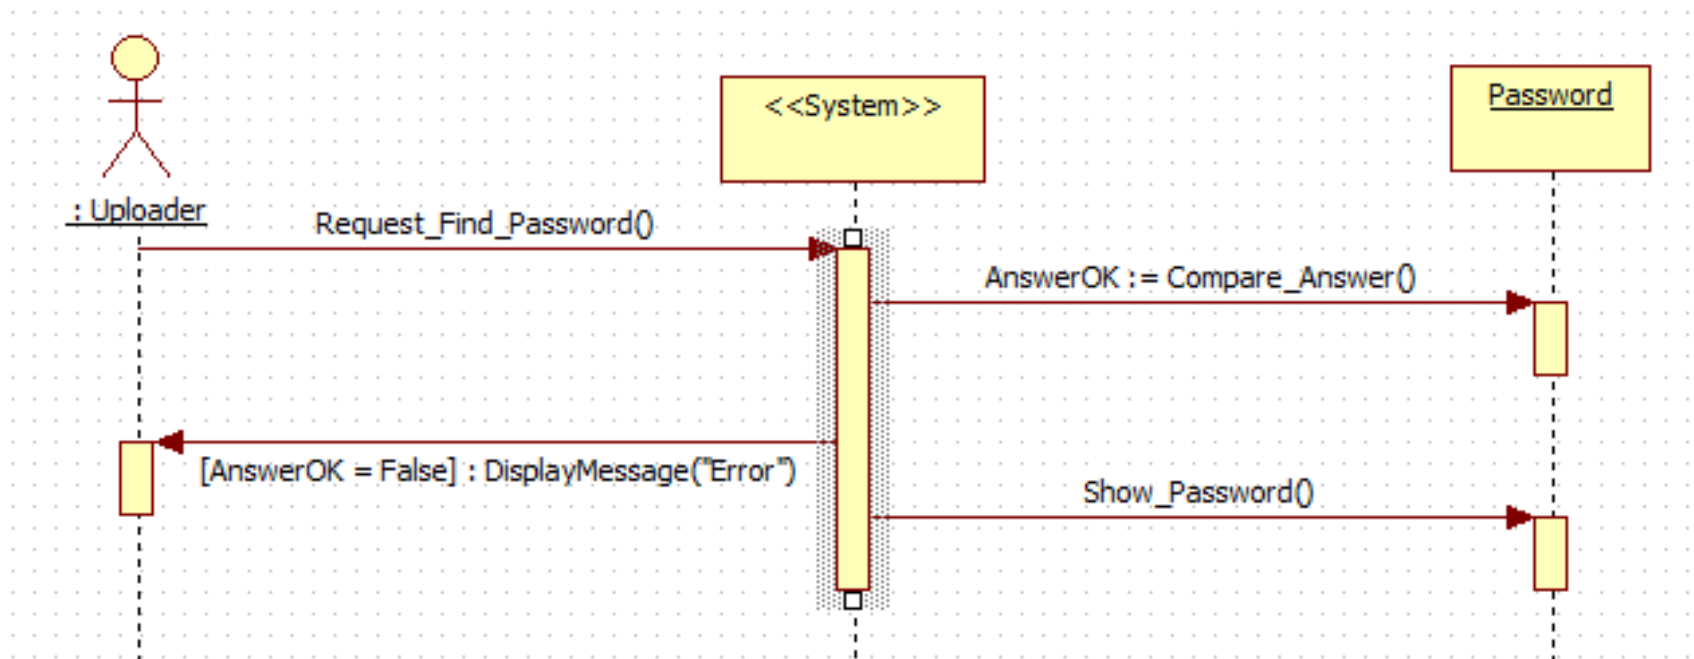 <<System>>
Password
: Uploader
Request_Find_Password()
AnswerOK := Compare_Answer()
[AnswerOK = False] : DisplayMessage("Error")
Show_Password()